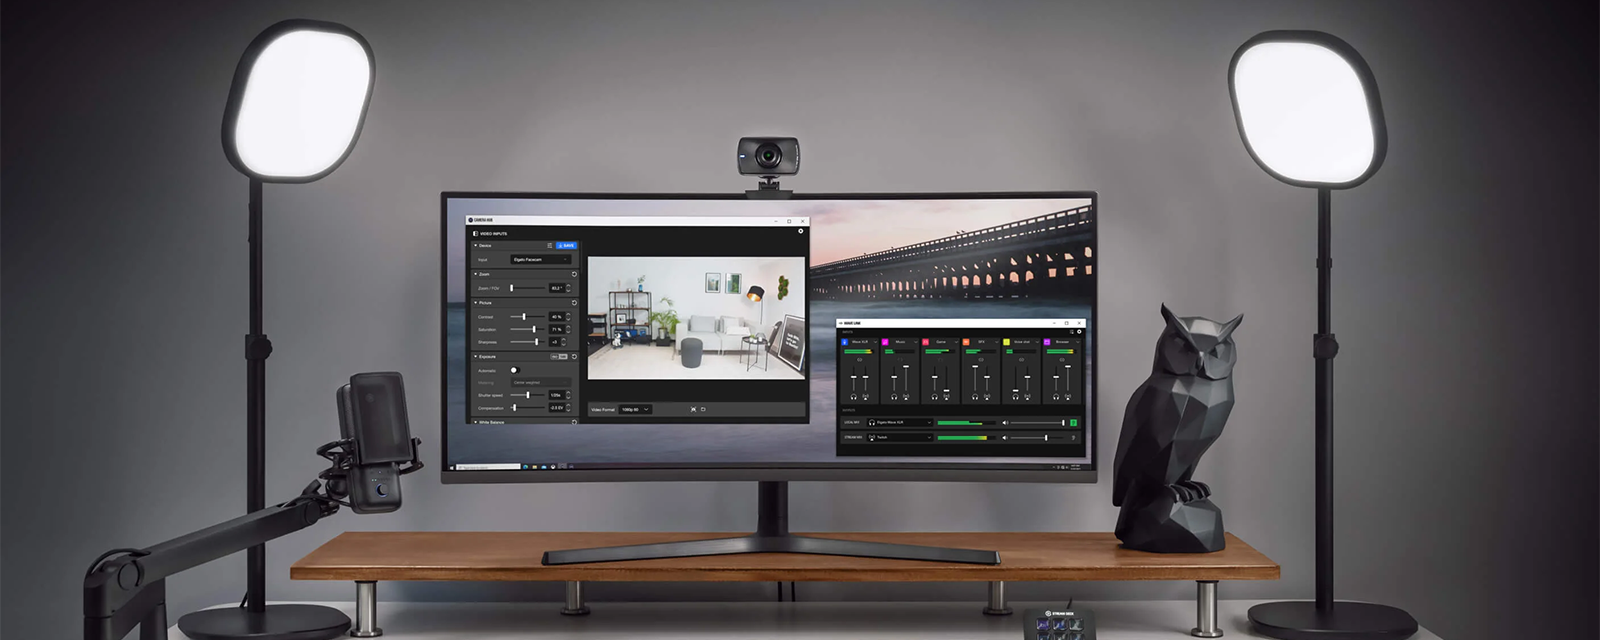 CAMERA HUB
VIDEO INPUTS
Device
SAVE
Input
Elgato Facecam
Zoom
Zoom / FOV
Picture
Contrast
Saturation
Sharpness
Exposure
Automatic
Metering
Center weighted
Shutter speed
Compensation
White Balance
Video Format
1080p 60
WAVE LINK
Wave XLR
Music
Game
SFX
Voice chat
Browser
LOCAL MIX
Elgato Wave XLR
STREAM MIX
STREAM DECK